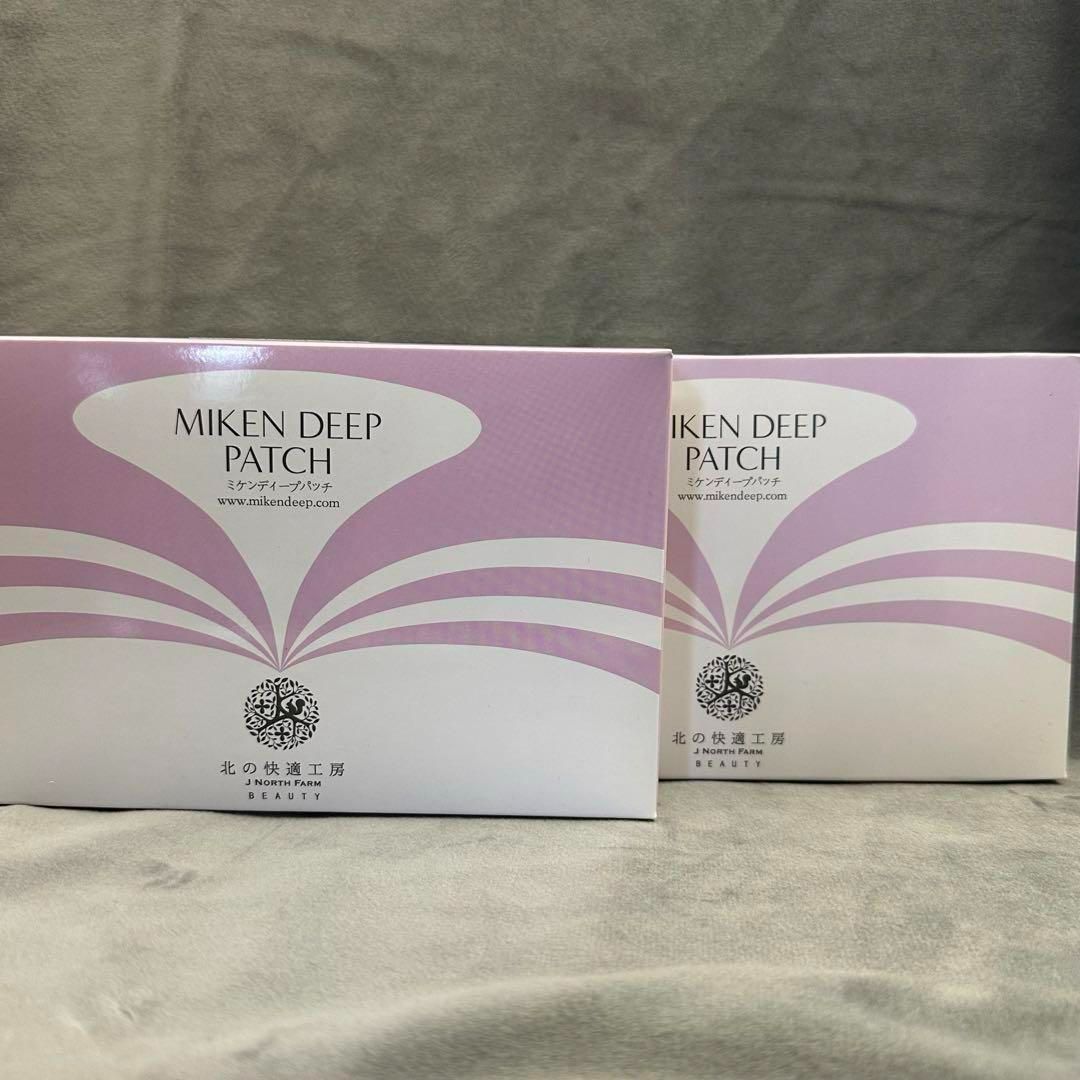 MIKEN DEEP
PATCH
ミケンディープパッチ
www.mikendeep.com
北の快適工房
J NORTH FARM
BEAUTY
IKEN DEEP
PATCH
ミケンディープパッチ
www.mikendeep.com
北の快適工房
J NORTH FARM
BEAUTY